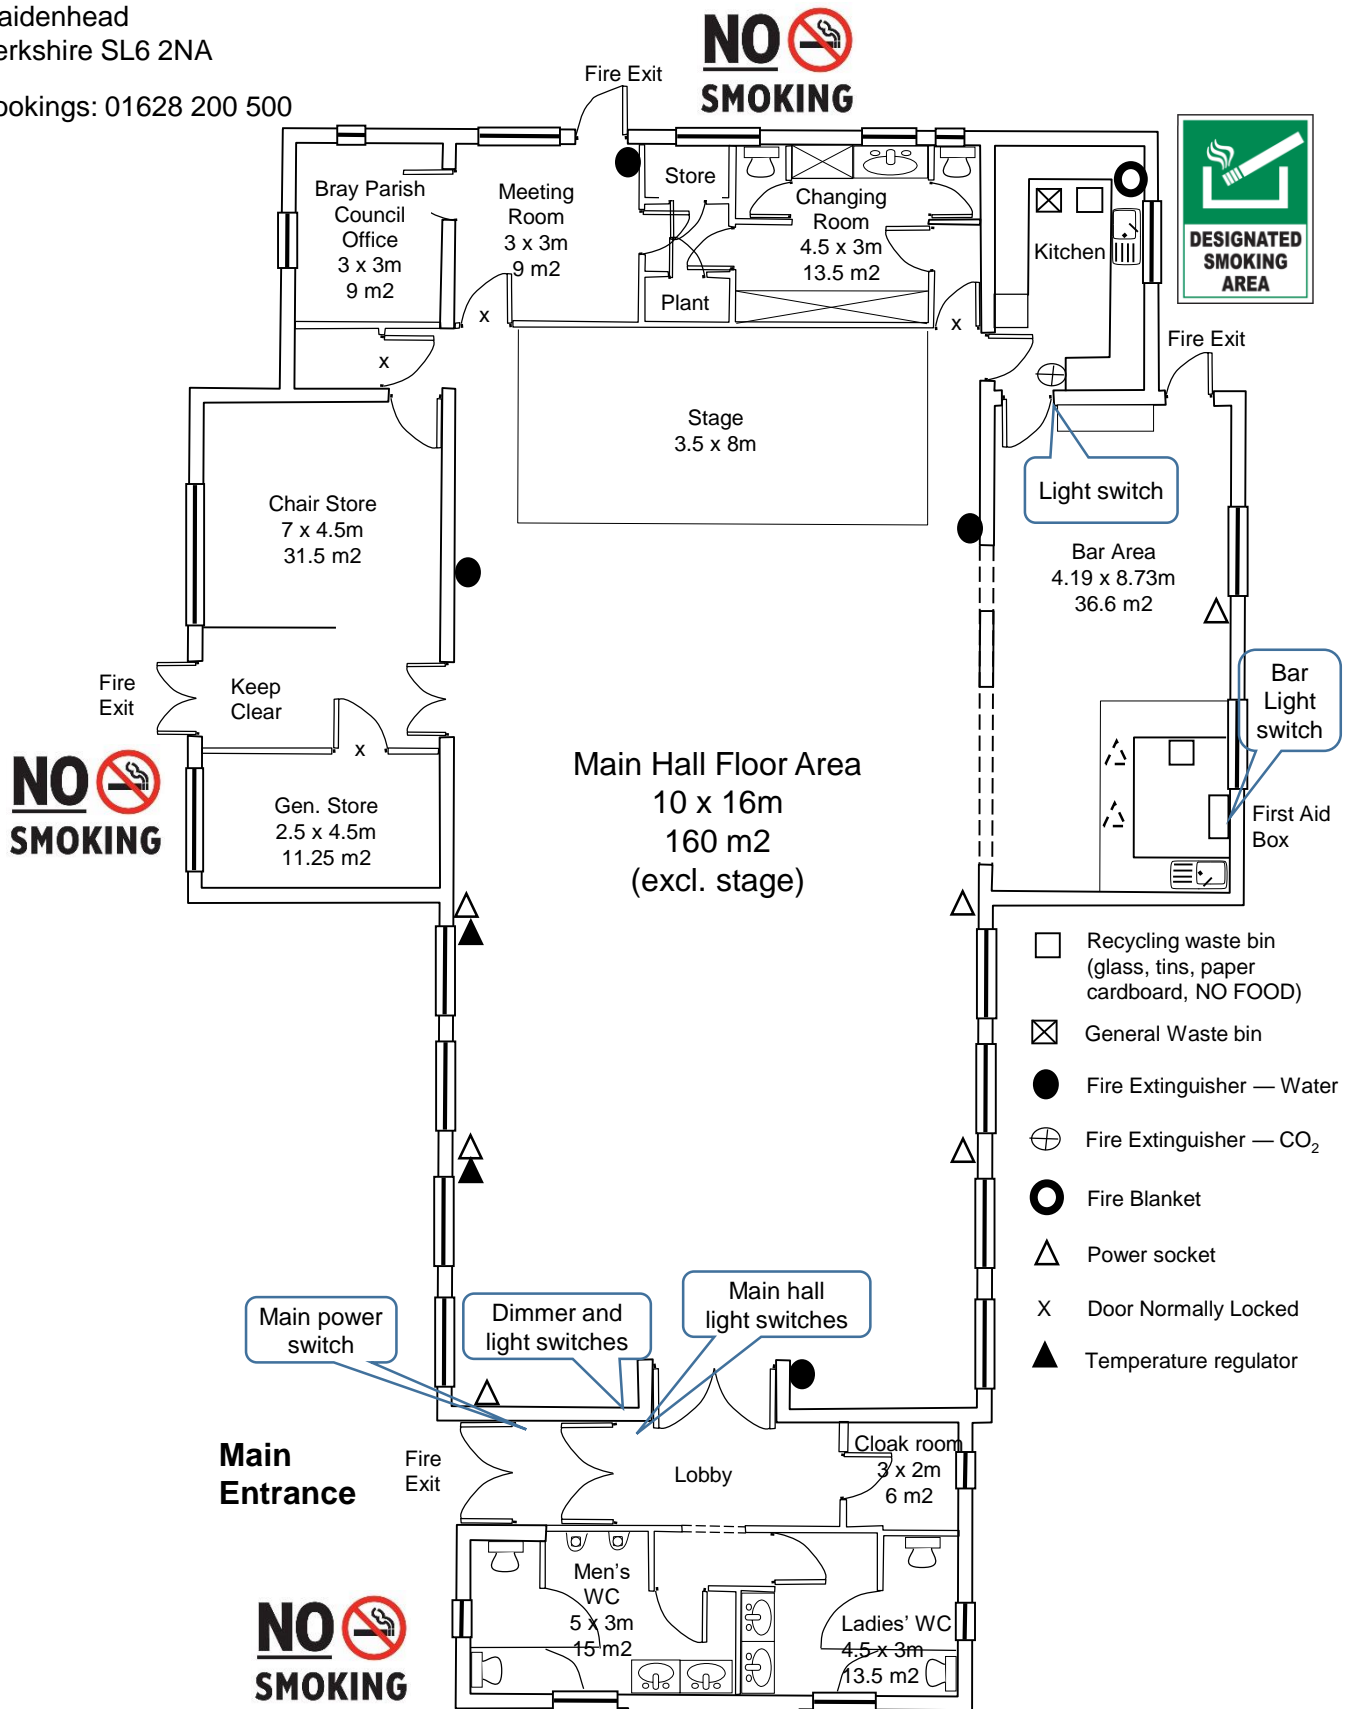 aidenhead
erkshire SL6 2NA
ookings: 01628 200 500
NO
SMOKING
Fire Exit
DESIGNATED
SMOKING
AREA
Bray Parish
Council
Office
3 x 3m
9 m2
Meeting
Room
3 x 3m
9 m2
Store
Changing
Room
4.5 x 3m
13.5 m2
Kitchen
Plant
x
x
x
Fire Exit
Stage
3.5 x 8m
Light switch
Chair Store
7 x 4.5m
31.5 m2
Bar Area
4.19 x 8.73m
36.6 m2
Fire
Exit
Keep
Clear
x
Bar
Light
switch
NO
SMOKING
Gen. Store
2.5 x 4.5m
11.25 m2
Main Hall Floor Area
10 x 16m
160 m2
(excl. stage)
First Aid
Box
Recycling waste bin
(glass, tins, paper
cardboard, NO FOOD)
General Waste bin
Fire Extinguisher — Water
Fire Extinguisher — CO2
Fire Blanket
Power socket
x Door Normally Locked
Temperature regulator
Main power
switch
Dimmer and
light switches
Main hall
light switches
Main
Entrance
Fire
Exit
Lobby
Cloak room
3 x 2m
6 m2
Men's
WC
5 x 3m
15 m2
Ladies' WC
4.5 x 3m
13.5 m2
NO
SMOKING